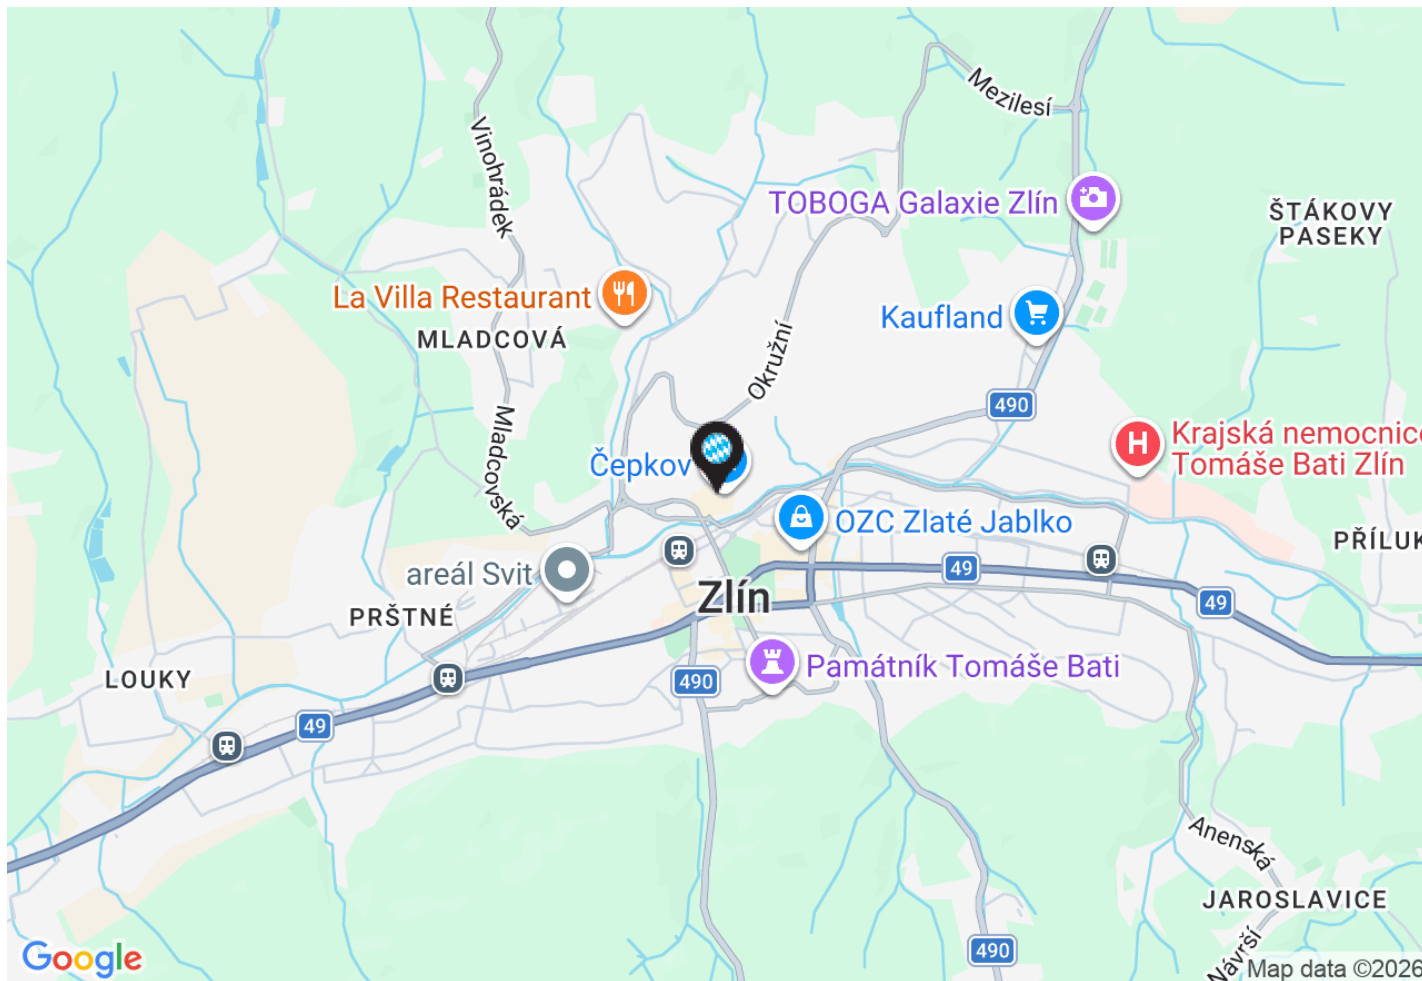 Mezilesí
Vinohrádek
TOBOGA Galaxie Zlín
ŠTÁKOVY
PASEKY
La Villa Restaurant
MLADCOVÁ
Kaufland
Okružní
490
Mladcovská
Čepkov
Krajská nemocnice
Tomáše Bati Zlín
OZC Zlaté Jablko
PŘÍLUK
areál Svit
49
Zlín
49
PRŠTNÉ
Památník Tomáše Bati
LOUKY
490
49
Anenská
JAROSLAVICE
490
Návrší
Google
Map data ©2026